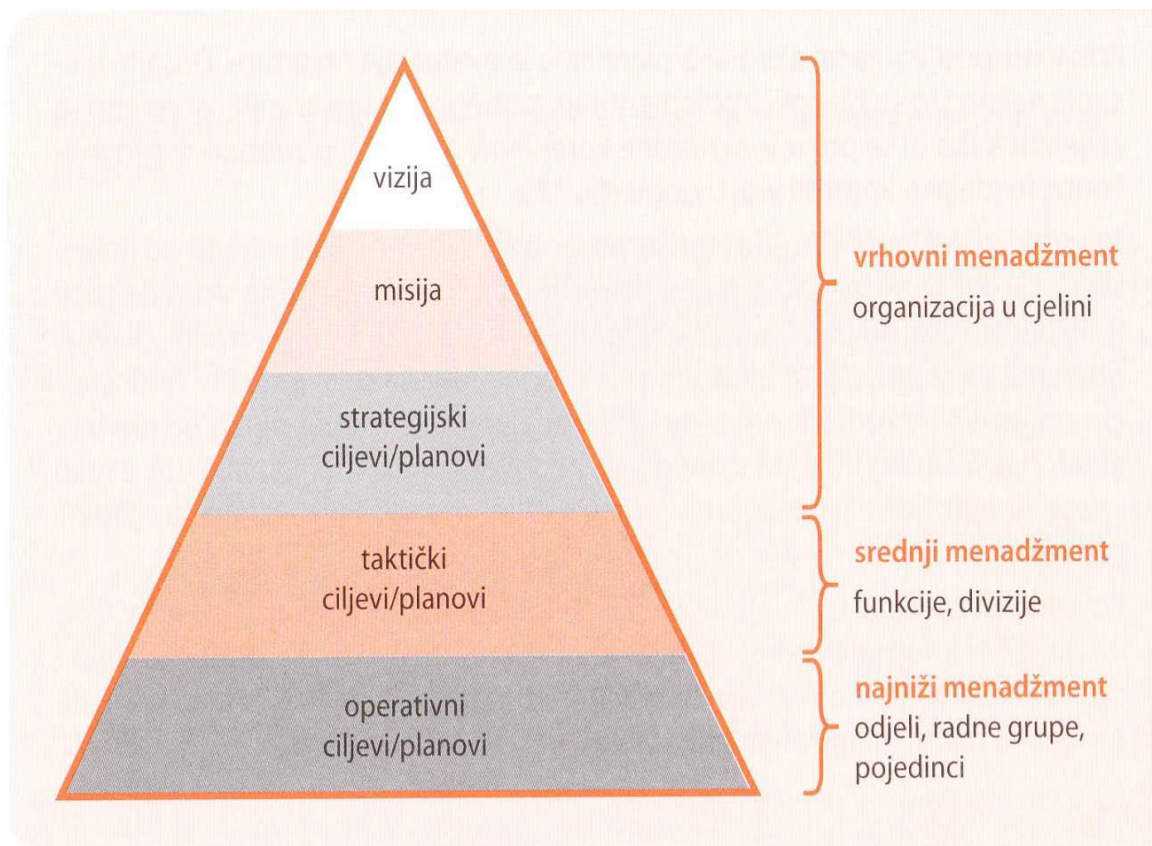 vizija
misija
strategijski
ciljevi/planovi
taktički
ciljevi/planovi
operativni
ciljevi/planovi
vrhovni menadžment
organizacija u cjelini
srednji menadžment
funkcije, divizije
najniži menadžment
odjeli, radne grupe,
pojedinci